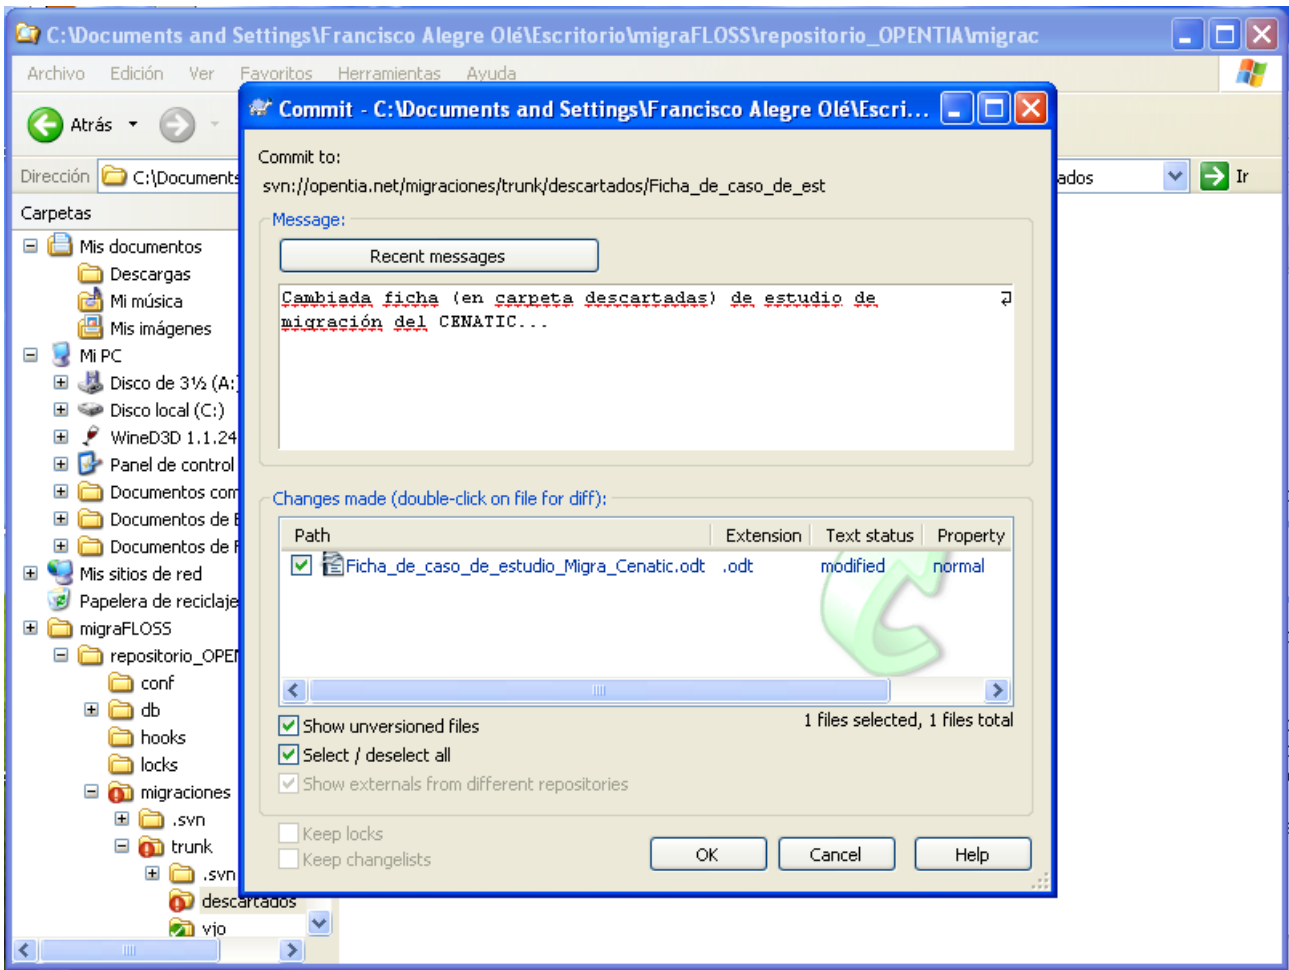 C:\Documents and Settings\Francisco Alegre Olé\Escritorio\migraFLOSS\repositorio_OPENTIA\migrac
Archivo Edición Ver Favoritos Herramientas Ayuda
Atrás
Dirección C:\Documents ados Ir
Carpetas
Mis documentos
Descargas
Mi música
Mis imágenes
Mi PC
Disco de 3½ (A:)
Disco local (C:)
WineD3D 1.1.24
Panel de control
Documentos com
Documentos de
Documentos de
Mis sitios de red
Papelera de reciclaje
migraFLOSS
repositorio_OPEN
conf
db
hooks
locks
migraciones
.svn
trunk
.svn
descartados
vjo
Commit - C:\Documents and Settings\Francisco Alegre Olé\Escri...
Commit to:
svn://opentia.net/migraciones/trunk/descartados/Ficha_de_caso_de_est
Message:
Recent messages
Cambiada ficha (en carpeta descartadas) de estudio de
migración del CENATIC...
Changes made (double-click on file for diff):
Path Extension Text status Property
Ficha_de_caso_de_estudio_Migra_Cenatic.odt .odt modified normal
Show unversioned files 1 files selected, 1 files total
Select / deselect all
Show externals from different repositories
Keep locks
Keep changelists
OK Cancel Help